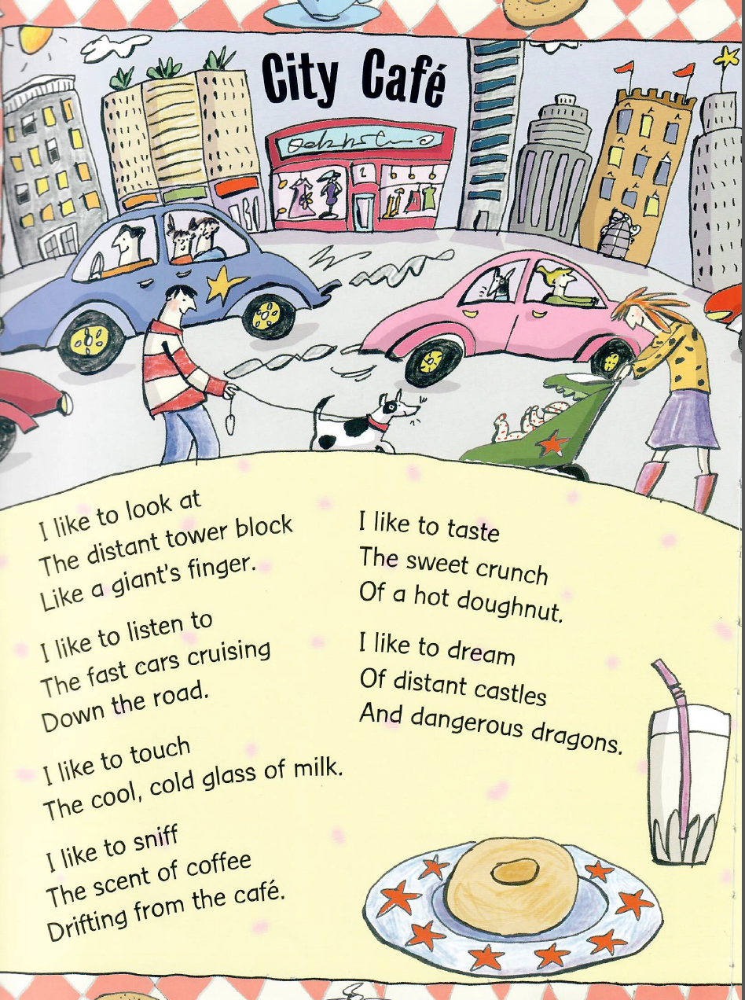 City Café
I like to look at
The distant tower block
Like a giant's finger.
I like to listen to
The fast cars cruising
Down the road.
I like to touch
The cool, cold glass of milk.
I like to sniff
The scent of coffee
Drifting from the café.
I like to taste
The sweet crunch
Of a hot doughnut.
I like to dream
Of distant castles
And dangerous dragons.